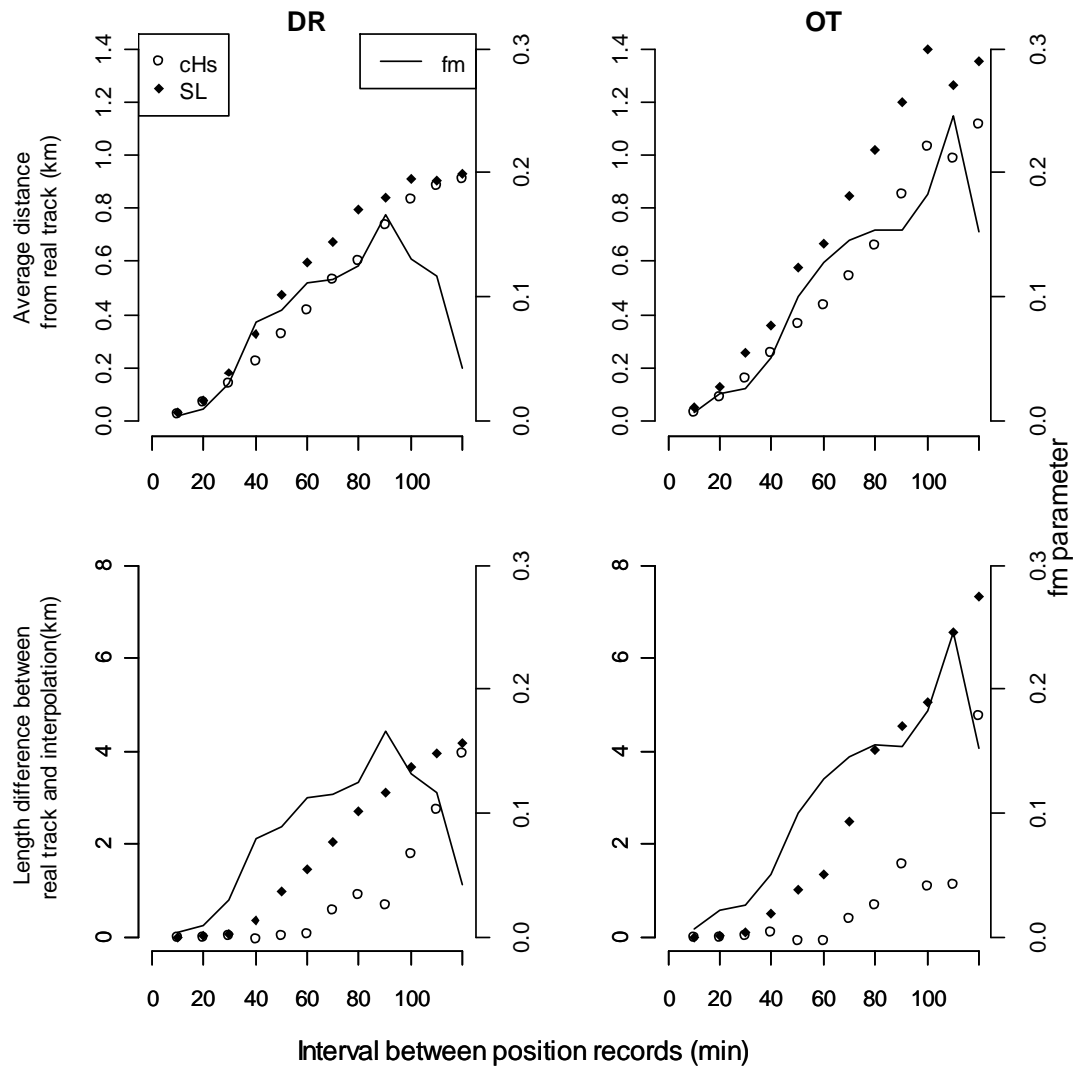 DR
OT
cHs
SL
fm
Average distance
from real track (km)
0.0 0.2 0.4 0.6 0.8 1.0 1.2 1.4
0.0 0.1 0.2 0.3
0 20 40 60 80 100
0.0 0.2 0.4 0.6 0.8 1.0 1.2 1.4
0.0 0.1 0.2 0.3
0 20 40 60 80 100
Length difference between
real track and interpolation(km)
0 2 4 6 8
0.0 0.1 0.2 0.3
0 20 40 60 80 100
0 2 4 6 8
0.0 0.1 0.2 0.3
0 20 40 60 80 100
fm parameter
Interval between position records (min)